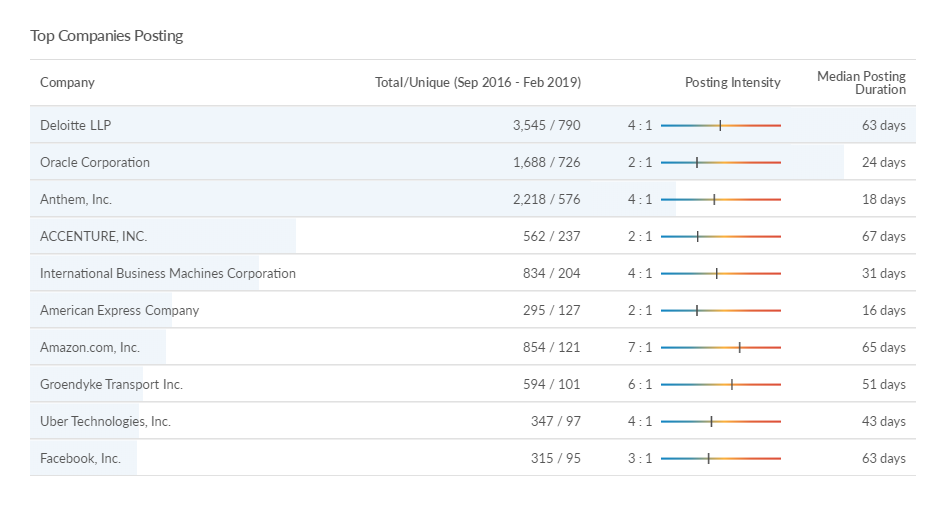 Top Companies Posting
Company Total/Unique (Sep 2016 - Feb 2019) Posting Intensity Median Posting Duration
Deloitte LLP 3,545 / 790 4 : 1 63 days
Oracle Corporation 1,688 / 726 2 : 1 24 days
Anthem, Inc. 2,218 / 576 4 : 1 18 days
ACCENTURE, INC. 562 / 237 2 : 1 67 days
International Business Machines Corporation 834 / 204 4 : 1 31 days
American Express Company 295 / 127 2 : 1 16 days
Amazon.com, Inc. 854 / 121 7 : 1 65 days
Groendyke Transport Inc. 594 / 101 6 : 1 51 days
Uber Technologies, Inc. 347 / 97 4 : 1 43 days
Facebook, Inc. 315 / 95 3 : 1 63 days